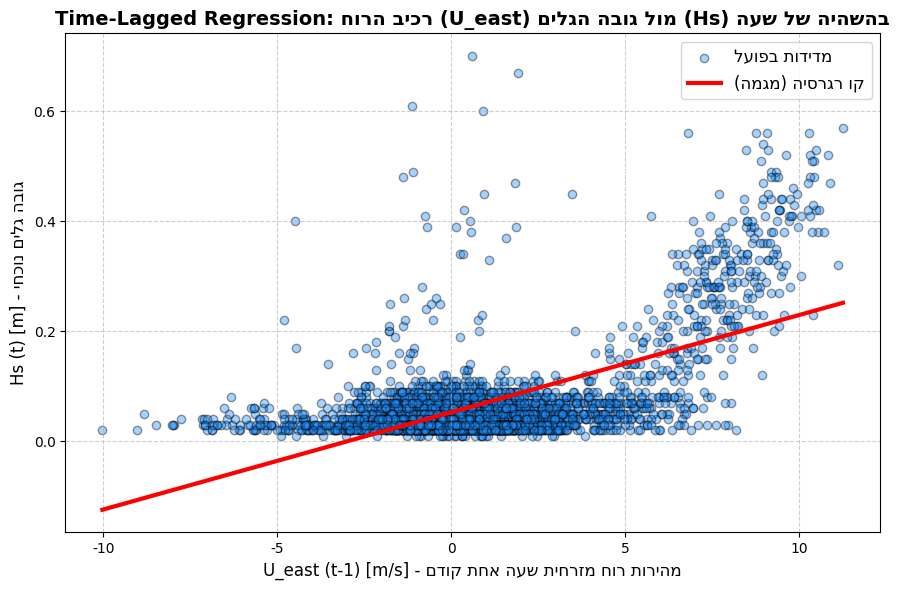 Time-Lagged Regression: רכיב הרוח (U_east) מול גובה הגלים (Hs) בהשהיה של שעה
מדידות בפועל
קו רגרסיה (מגמה)
0.6
0.4
0.2
0.0
Hs (t) [m] - גובה גלים נוכחי
-10 -5 0 5 10
U_east (t-1) [m/s] - מהירות רוח מזרחית שעה אחת קודם